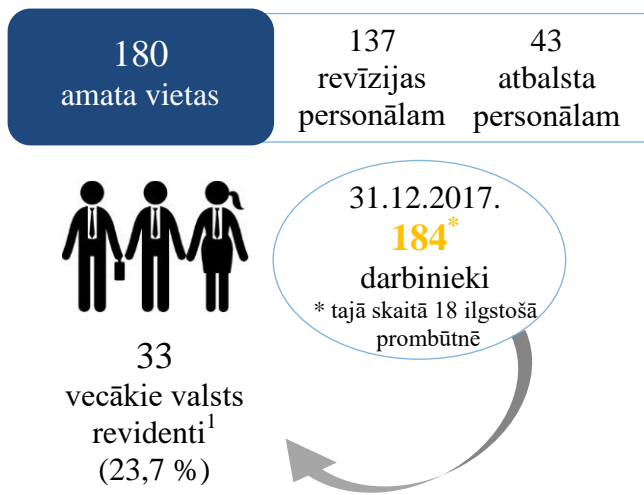 180
amata vietas
137
revīzijas
personālam
43
atbalsta
personālam
31.12.2017.
184*
darbinieki
* tajā skaitā 18 ilgstošā
prombūtnē
33
vecākie valsts
revidenti¹
(23,7 %)